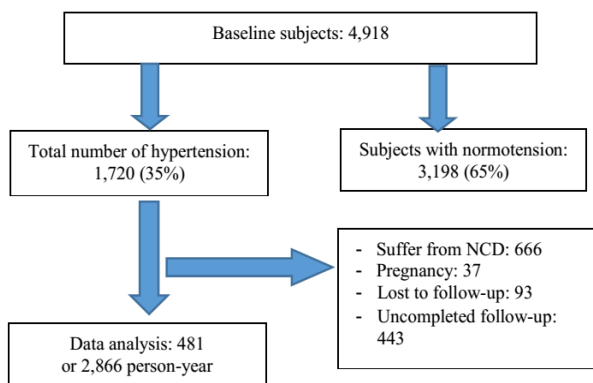 Baseline subjects: 4,918
Total number of hypertension:
1,720 (35%)
Subjects with normotension:
3,198 (65%)
- Suffer from NCD: 666
- Pregnancy: 37
- Lost to follow-up: 93
- Uncompleted follow-up:
443
Data analysis: 481
or 2,866 person-year